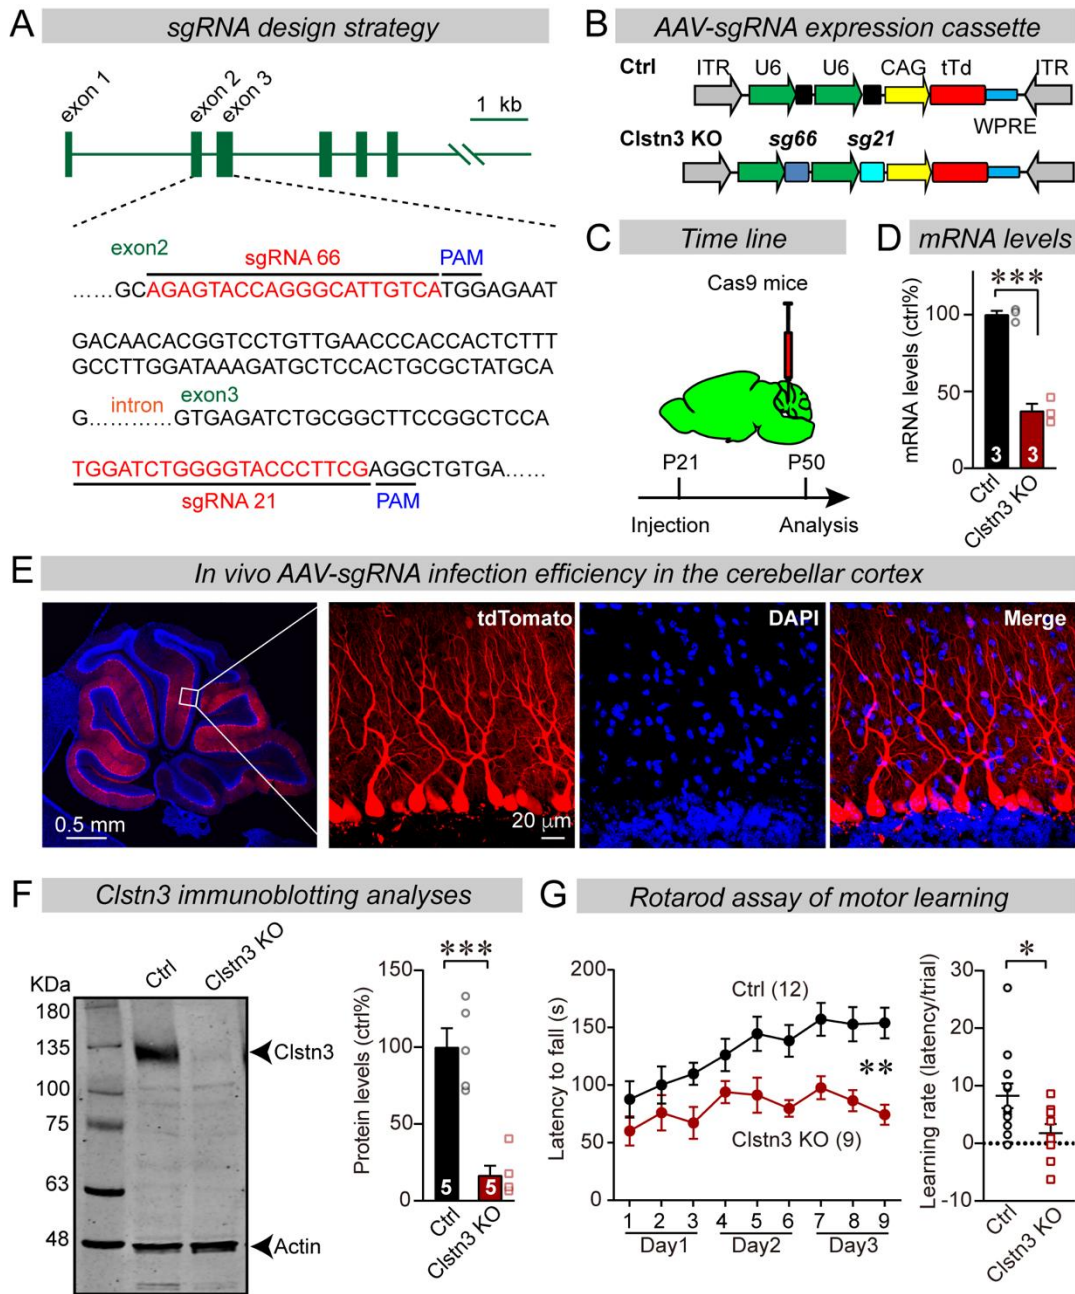 A
sgRNA design strategy
exon 1
exon 2
exon 3
1 kb
exon2
sgRNA 66
PAM
......GCAGAGTACCAGGGCATTGTCATGGAGAAT
GACAACACGGTCCTGTTGAACCCACCACTCTTT
GCCTTGGATAAAGATGCTCCACTGCGCTATGCA
intron
exon3
G............GTGAGATCTGCGGCTTCCGGCTCCA
TGGATCTGGGGTACCCTTCGAGGCTGTGA......
sgRNA 21
PAM
B
AAV-sgRNA expression cassette
Ctrl
ITR
U6
U6
CAG
tTd
ITR
WPRE
Clstn3 KO
sg66
sg21
C
Time line
Cas9 mice
P21
P50
Injection
Analysis
D
mRNA levels
***
mRNA levels (ctrl%)
100
50
0
3
3
Ctrl
Clstn3 KO
E
In vivo AAV-sgRNA infection efficiency in the cerebellar cortex
0.5 mm
tdTomato
20 μm
DAPI
Merge
F
Clstn3 immunoblotting analyses
KDa
Ctrl
Clstn3 KO
180
135
100
75
63
48
Clstn3
Actin
***
Protein levels (ctrl%)
150
100
50
0
5
5
Ctrl
Clstn3 KO
G
Rotarod assay of motor learning
Latency to fall (s)
200
150
100
50
0
Ctrl (12)
**
Clstn3 KO (9)
1 2 3 4 5 6 7 8 9
Day1 Day2 Day3
*
Learning rate (latency/trial)
30
20
10
0
-10
Ctrl
Clstn3 KO